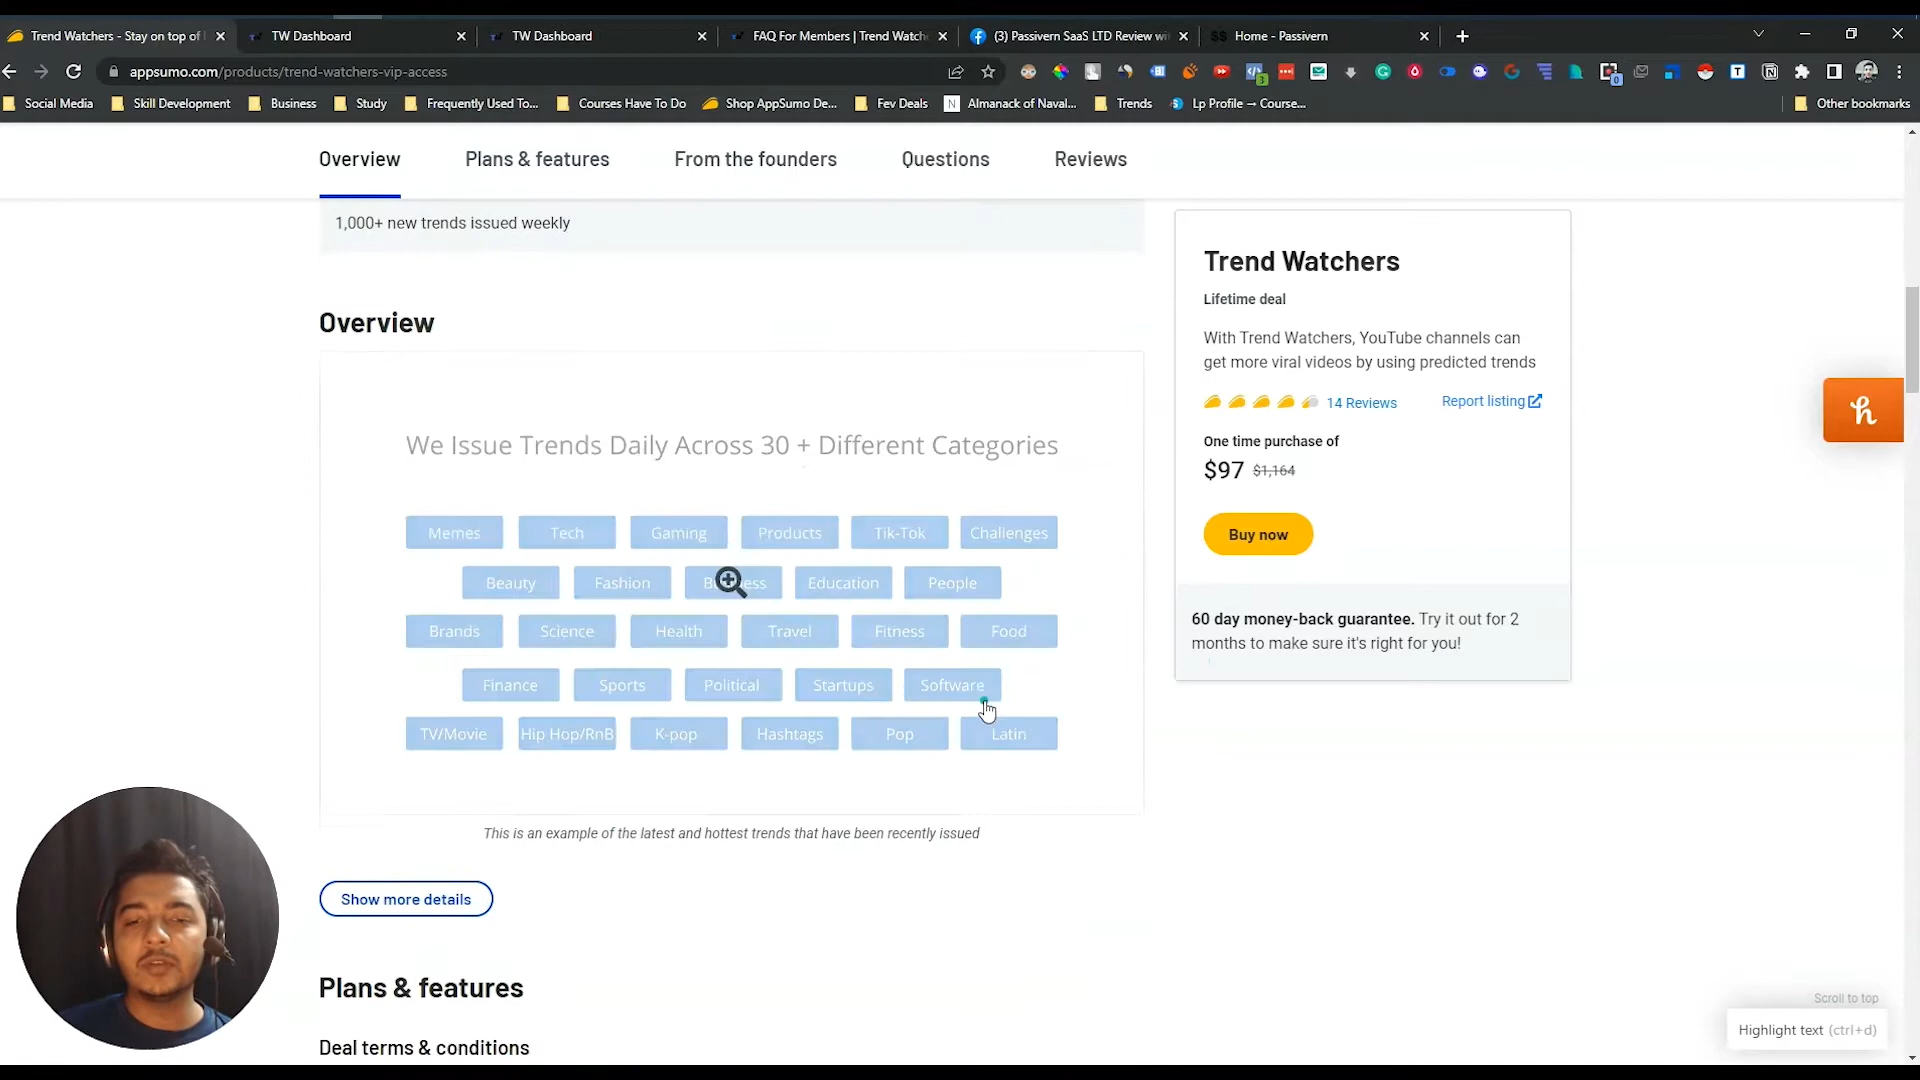 Trend Watchers - Stay on top of
TW Dashboard
TW Dashboard
FAQ For Members | Trend Watch
(3) Passivern SaaS LTD Review wi
Home - Passivern
appsumo.com/products/trend-watchers-vip-access
Social Media
Skill Development
Business
Study
Frequently Used To...
Courses Have To Do
Shop AppSumo De...
Fev Deals
Almanack of Naval...
Trends
Lp Profile → Course...
Other bookmarks
Overview
Plans & features
From the founders
Questions
Reviews
1,000+ new trends issued weekly
Overview
We Issue Trends Daily Across 30 + Different Categories
Memes Tech Gaming Products Tik-Tok Challenges
Beauty Fashion B ess Education People
Brands Science Health Travel Fitness Food
Finance Sports Political Startups Software
TV/Movie Hip Hop/RnB K-pop Hashtags Pop Latin
This is an example of the latest and hottest trends that have been recently issued
Show more details
Plans & features
Deal terms & conditions
Trend Watchers
Lifetime deal
With Trend Watchers, YouTube channels can
get more viral videos by using predicted trends
14 Reviews
Report listing
One time purchase of
$97 $1,164
Buy now
60 day money-back guarantee. Try it out for 2
months to make sure it's right for you!
Scroll to top
Highlight text (ctrl+d)